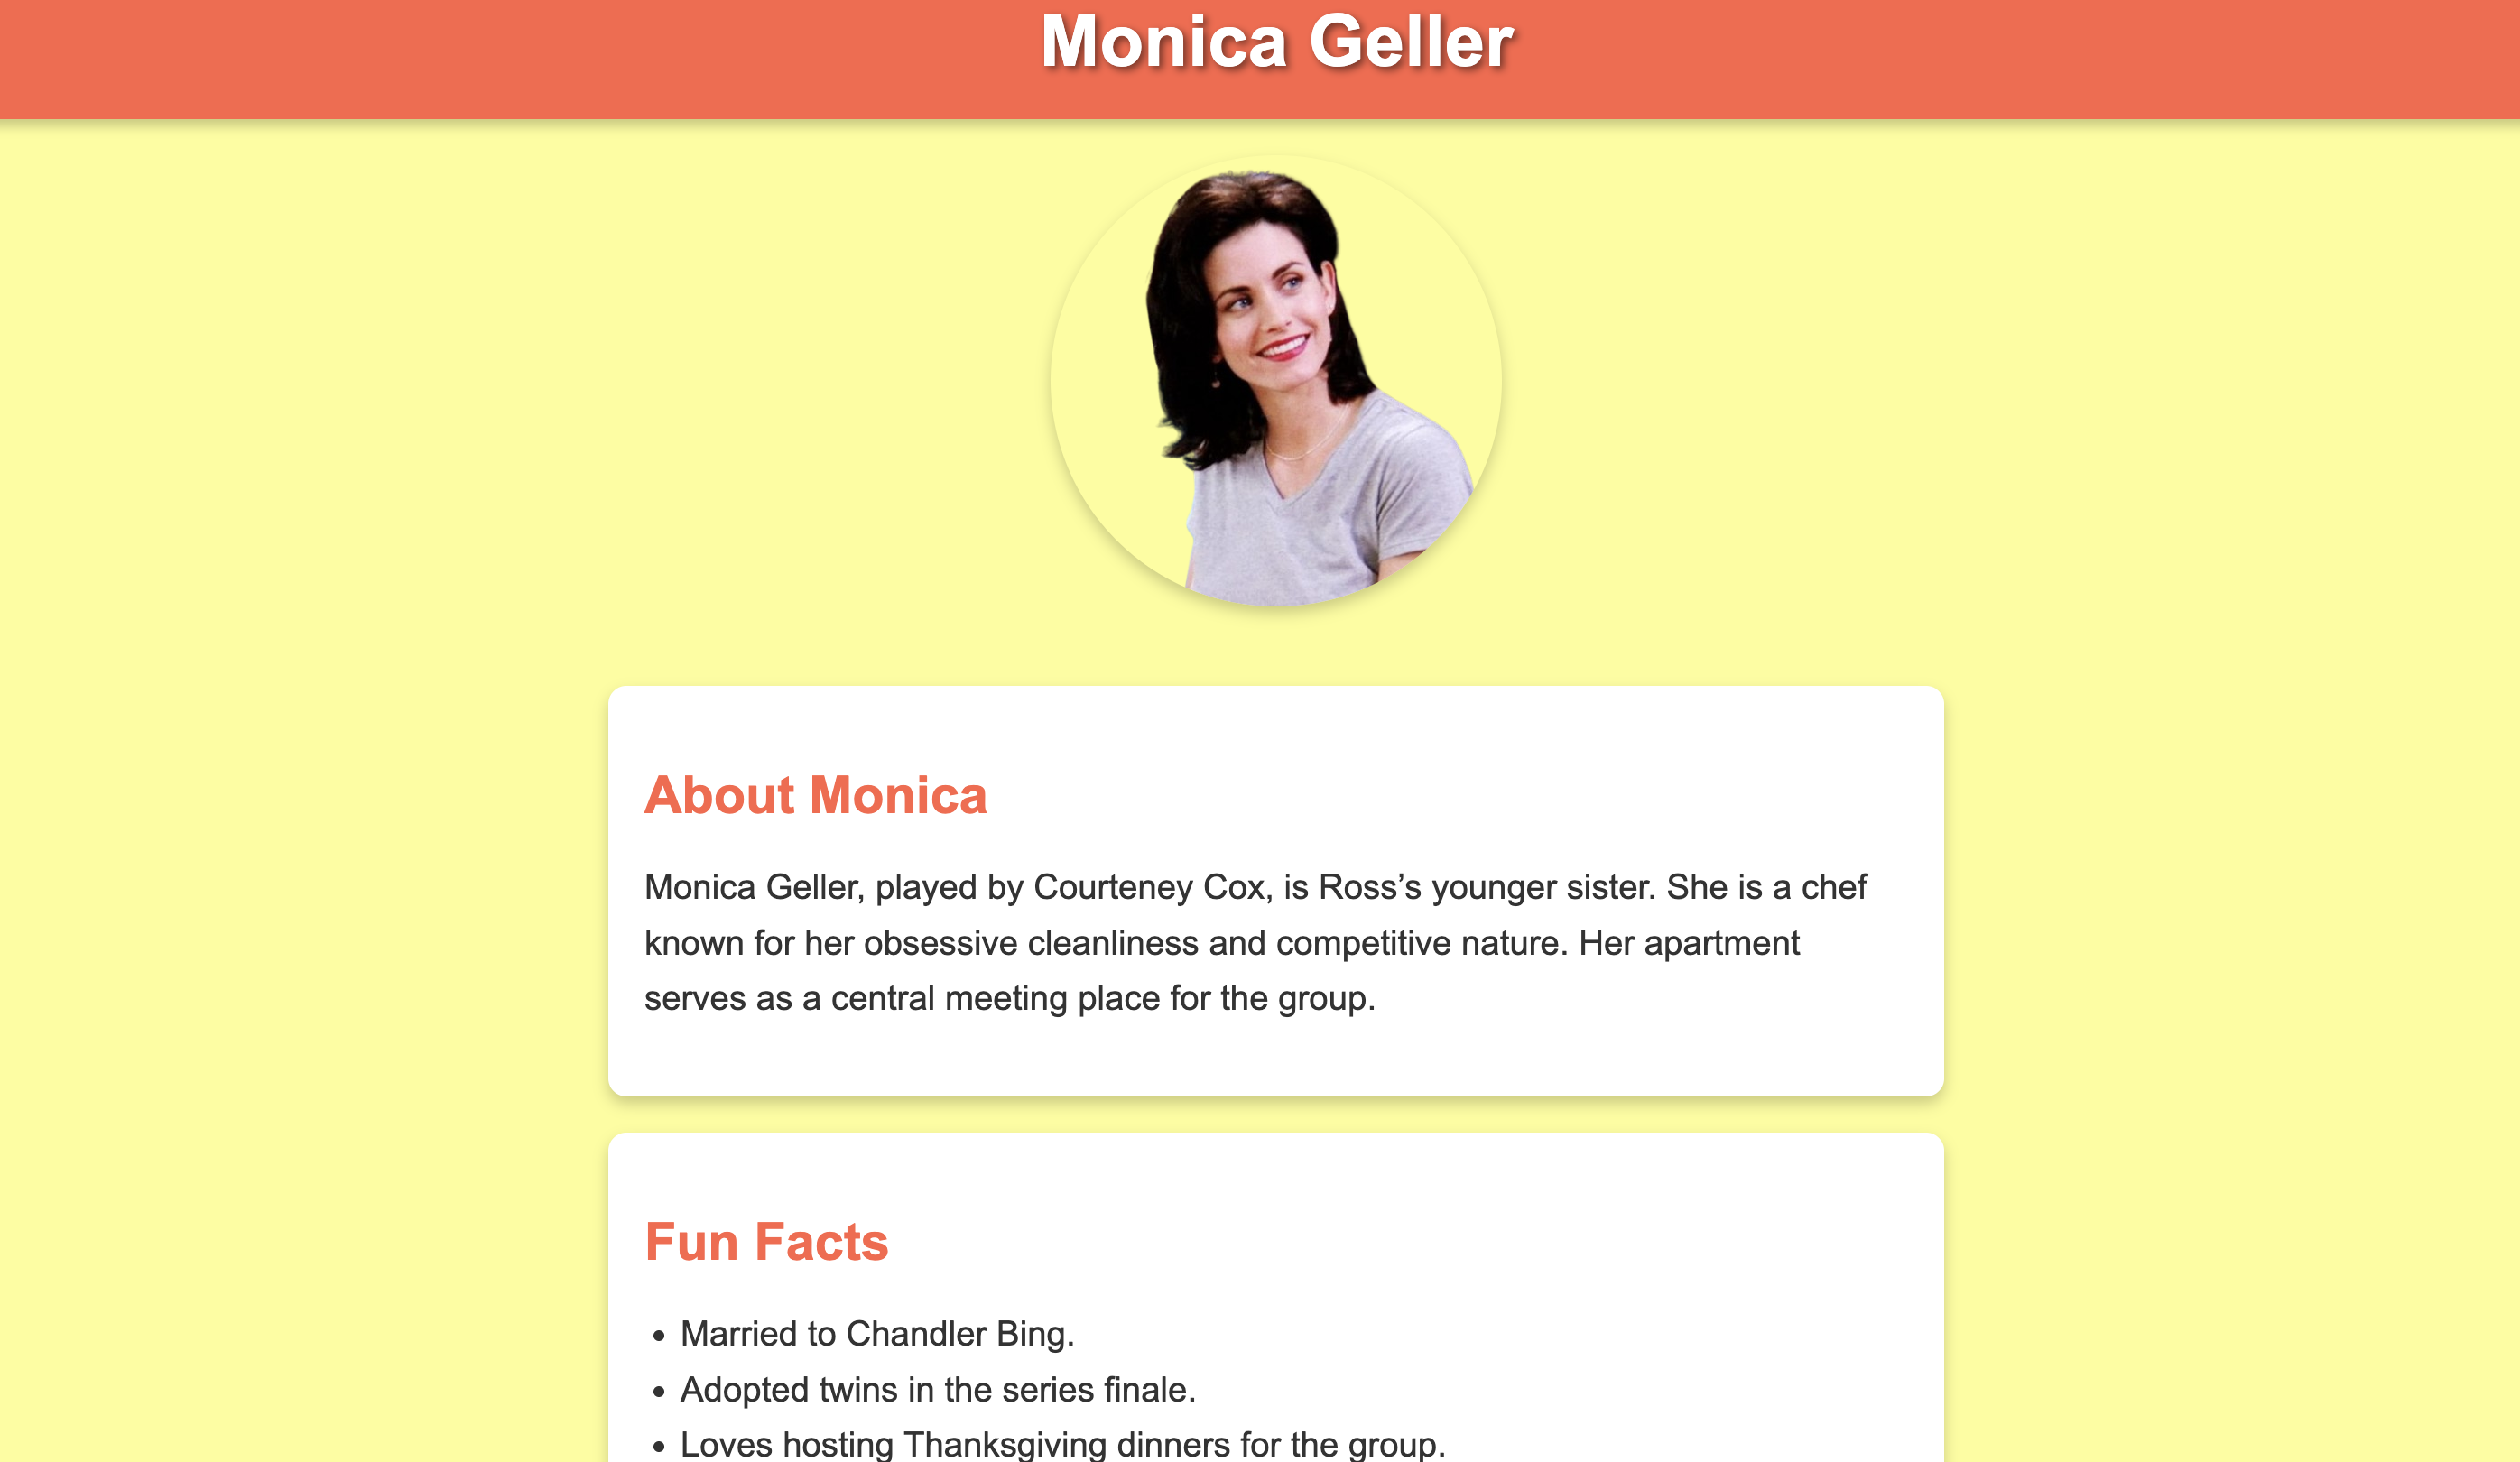 Monica Geller
About Monica
Monica Geller, played by Courteney Cox, is Ross’s younger sister. She is a chef
known for her obsessive cleanliness and competitive nature. Her apartment
serves as a central meeting place for the group.
Fun Facts
• Married to Chandler Bing.
• Adopted twins in the series finale.
• Loves hosting Thanksgiving dinners for the group.